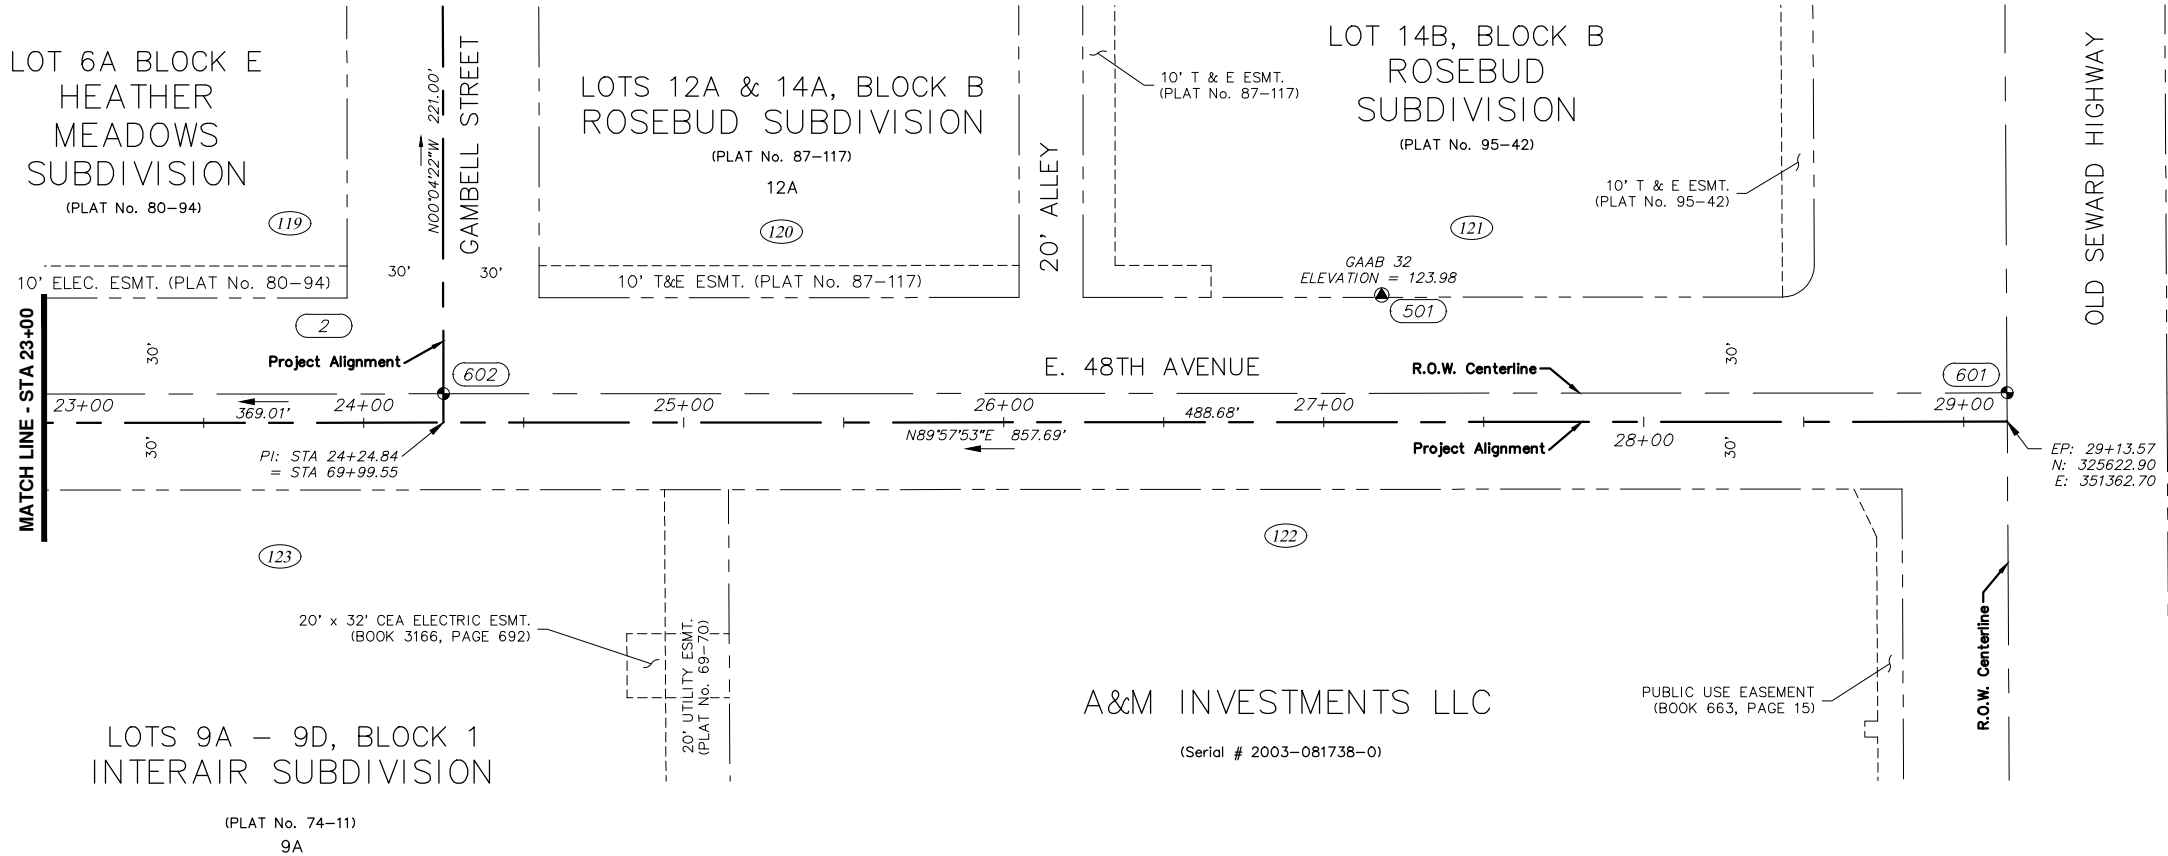 LOT 6A BLOCK E
HEATHER
MEADOWS
SUBDIVISION
(PLAT No. 80-94)
119
10' ELEC. ESMT. (PLAT No. 80-94)
N00°04'22"W 221.00'
GAMBELL STREET
30'
30'
LOTS 12A & 14A, BLOCK B
ROSEBUD SUBDIVISION
(PLAT No. 87-117)
12A
120
10' T&E ESMT. (PLAT No. 87-117)
20' ALLEY
10' T & E ESMT.
(PLAT No. 87-117)
LOT 14B, BLOCK B
ROSEBUD
SUBDIVISION
(PLAT No. 95-42)
10' T & E ESMT.
(PLAT No. 95-42)
121
GAAB 32
ELEVATION = 123.98
501
OLD SEWARD HIGHWAY
MATCH LINE - STA 23+00
2
30'
Project Alignment
602
E. 48TH AVENUE
R.O.W. Centerline
30'
601
23+00
369.01'
24+00
25+00
26+00
488.68'
27+00
28+00
29+00
30'
PI: STA 24+24.84
= STA 69+99.55
N89°57'53"E 857.69'
Project Alignment
30'
EP: 29+13.57
N: 325622.90
E: 351362.70
123
122
20' x 32' CEA ELECTRIC ESMT.
(BOOK 3166, PAGE 692)
20' UTILITY ESMT.
(PLAT No. 69-70)
R.O.W. Centerline
A&M INVESTMENTS LLC
(Serial # 2003-081738-0)
PUBLIC USE EASEMENT
(BOOK 663, PAGE 15)
LOTS 9A - 9D, BLOCK 1
INTERAIR SUBDIVISION
(PLAT No. 74-11)
9A